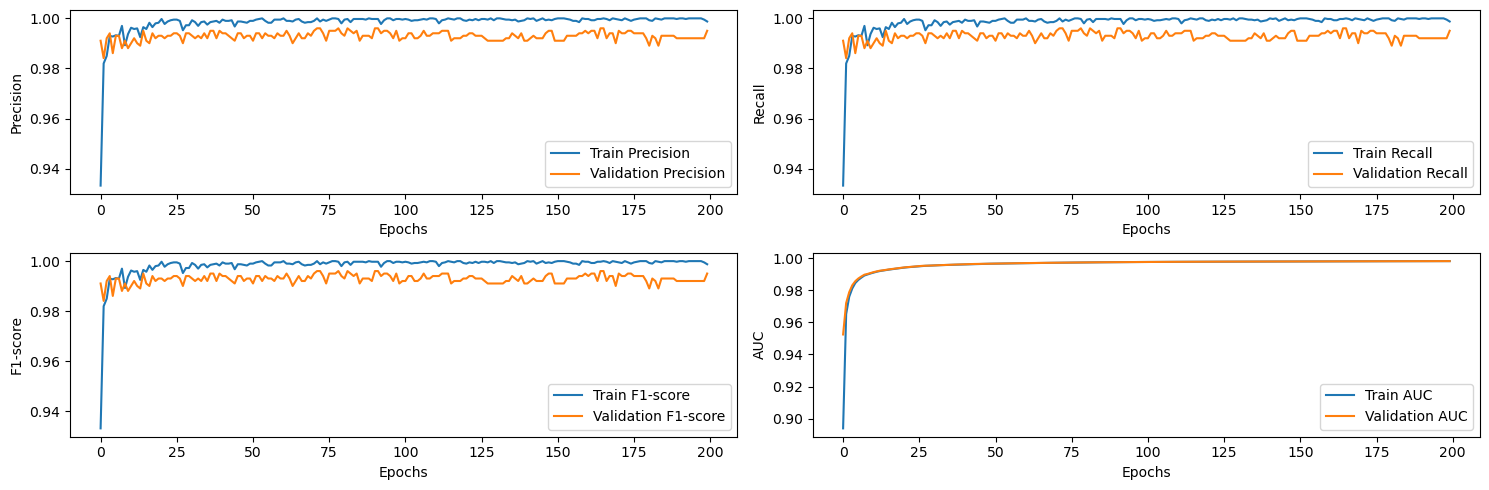 1.00
0.98
0.96
0.94
Precision
Train Precision
Validation Precision
0 25 50 75 100 125 150 175 200
Epochs
1.00
0.98
0.96
0.94
Recall
Train Recall
Validation Recall
0 25 50 75 100 125 150 175 200
Epochs
1.00
0.98
0.96
0.94
F1-score
Train F1-score
Validation F1-score
0 25 50 75 100 125 150 175 200
Epochs
1.00
0.98
0.96
0.94
0.92
0.90
AUC
Train AUC
Validation AUC
0 25 50 75 100 125 150 175 200
Epochs